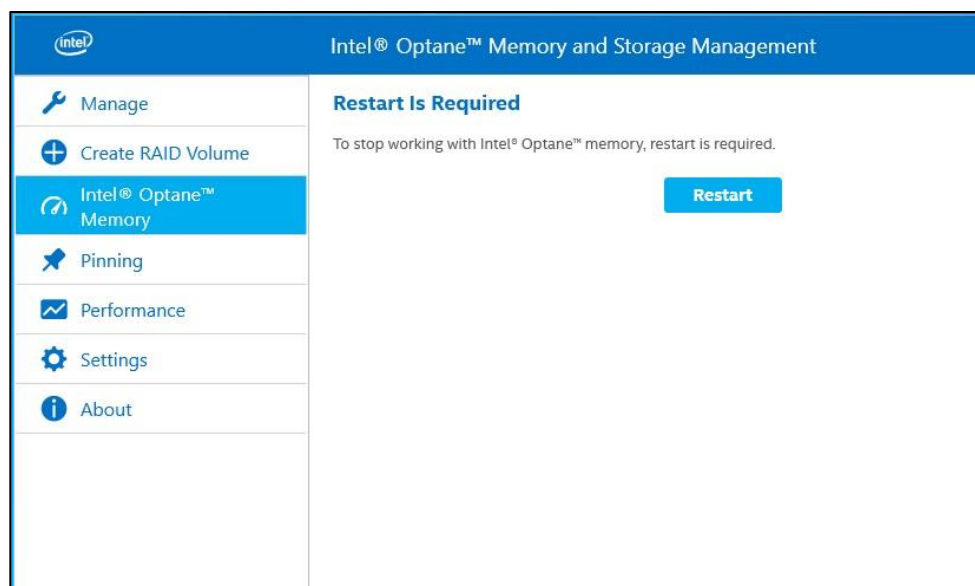 intel
Intel® Optane™ Memory and Storage Management
Manage
Create RAID Volume
Intel® Optane™
Memory
Pinning
Performance
Settings
About
Restart Is Required
To stop working with Intel® Optane™ memory, restart is required.
Restart